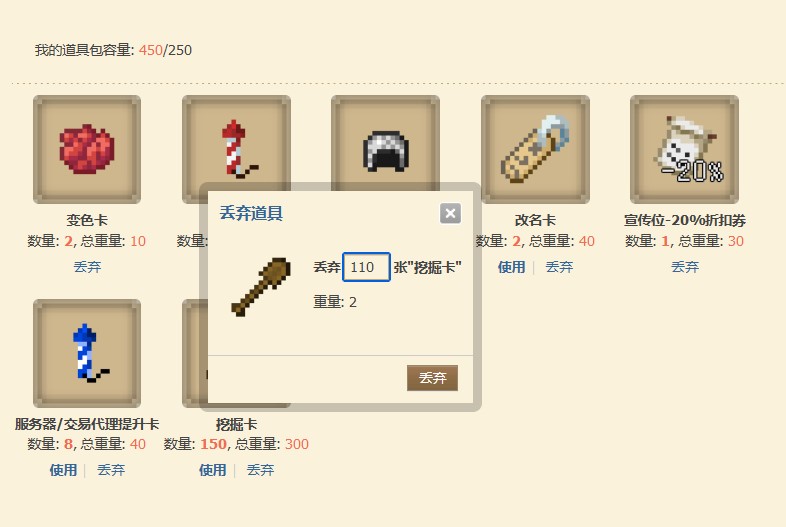 我的道具包容量: 450/250
变色卡
数量: 2, 总重量: 10
丢弃
数量:
改名卡
数量: 2, 总重量: 40
使用 丢弃
宣传位-20%折扣券
数量: 1, 总重量: 30
丢弃
-20%
丢弃道具
丢弃 110 张"挖掘卡"
重量: 2
丢弃
服务器/交易代理提升卡
数量: 8, 总重量: 40
使用 丢弃
挖掘卡
数量: 150, 总重量: 300
使用 丢弃